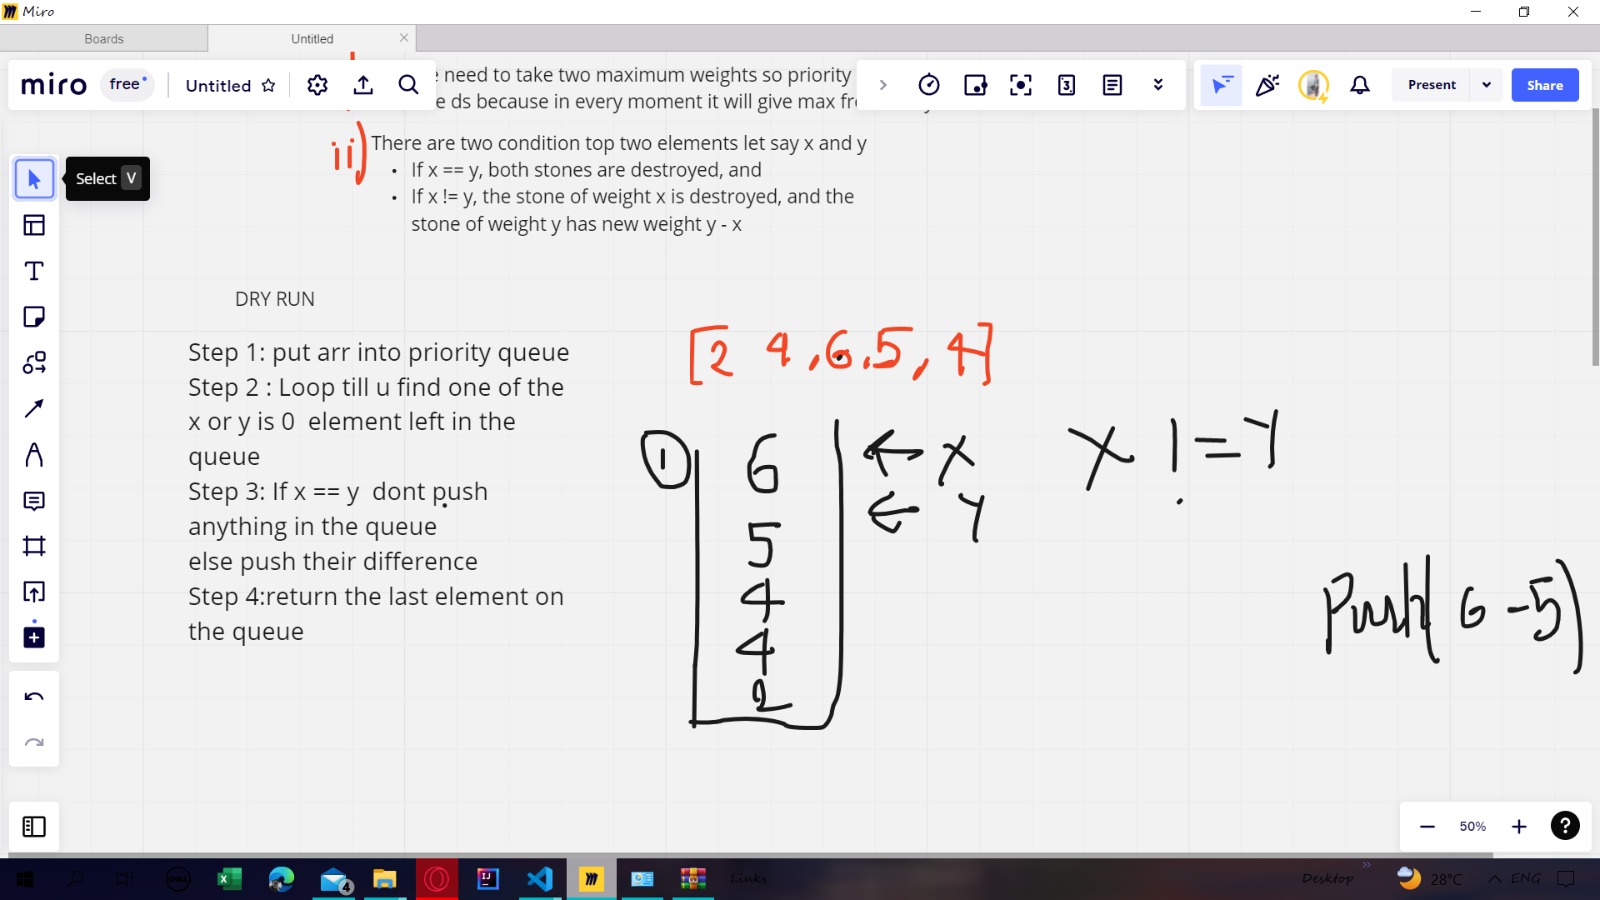 Miro
Boards
Untitled
miro free
Untitled
Present
Share
e need to take two maximum weights so priority
e ds because in every moment it will give max fr
ii)
There are two condition top two elements let say x and y
• If x == y, both stones are destroyed, and
• If x != y, the stone of weight x is destroyed, and the
stone of weight y has new weight y - x
Select V
DRY RUN
Step 1: put arr into priority queue
Step 2 : Loop till u find one of the
x or y is 0 element left in the
queue
Step 3: If x == y dont push
anything in the queue
else push their difference
Step 4:return the last element on
the queue
[2 4,6,5,4]
1
6
5
4
4
2
← x
← y
X != Y
Push(6-5)
50%
4
Links
Desktop
28°C
ENG